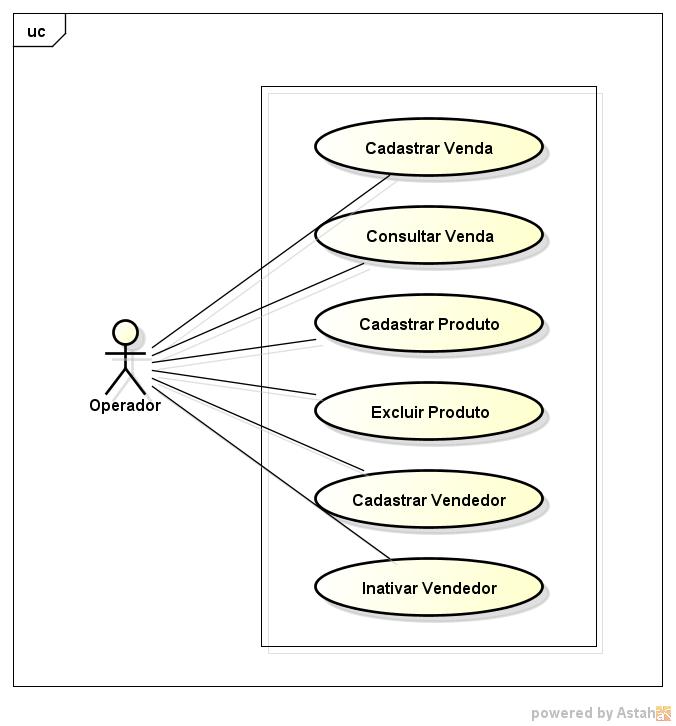 uc
Cadastrar Venda
Consultar Venda
Cadastrar Produto
Excluir Produto
Cadastrar Vendedor
Inativar Vendedor
Operador
powered by Astah